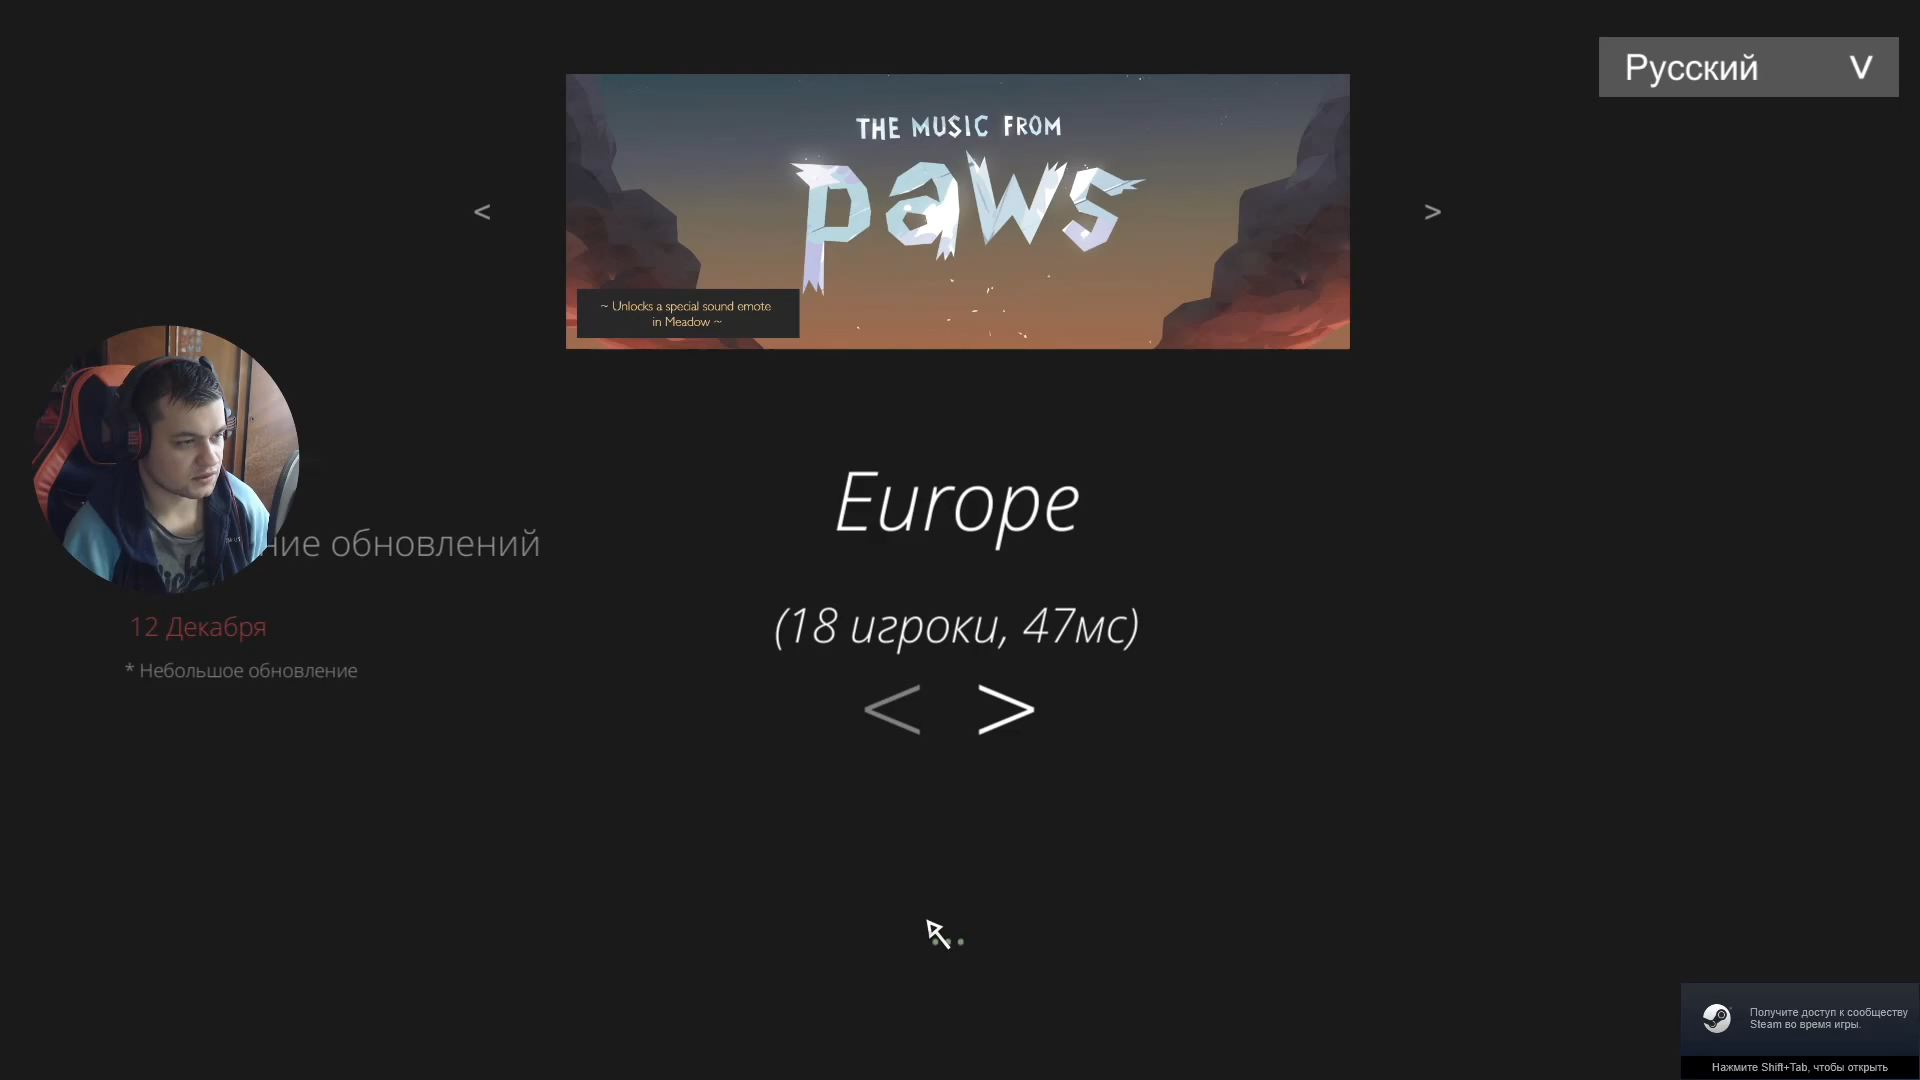 Русский V
THE MUSIC FROM
paws
~ Unlocks a special sound emote
in Meadow ~
< >
Europe
(18 игроки, 47мс)
< >
обновлений
12 Декабря
* Небольшое обновление
...
Получите доступ к сообществу
Steam во время игры.
Нажмите Shift+Tab, чтобы открыть